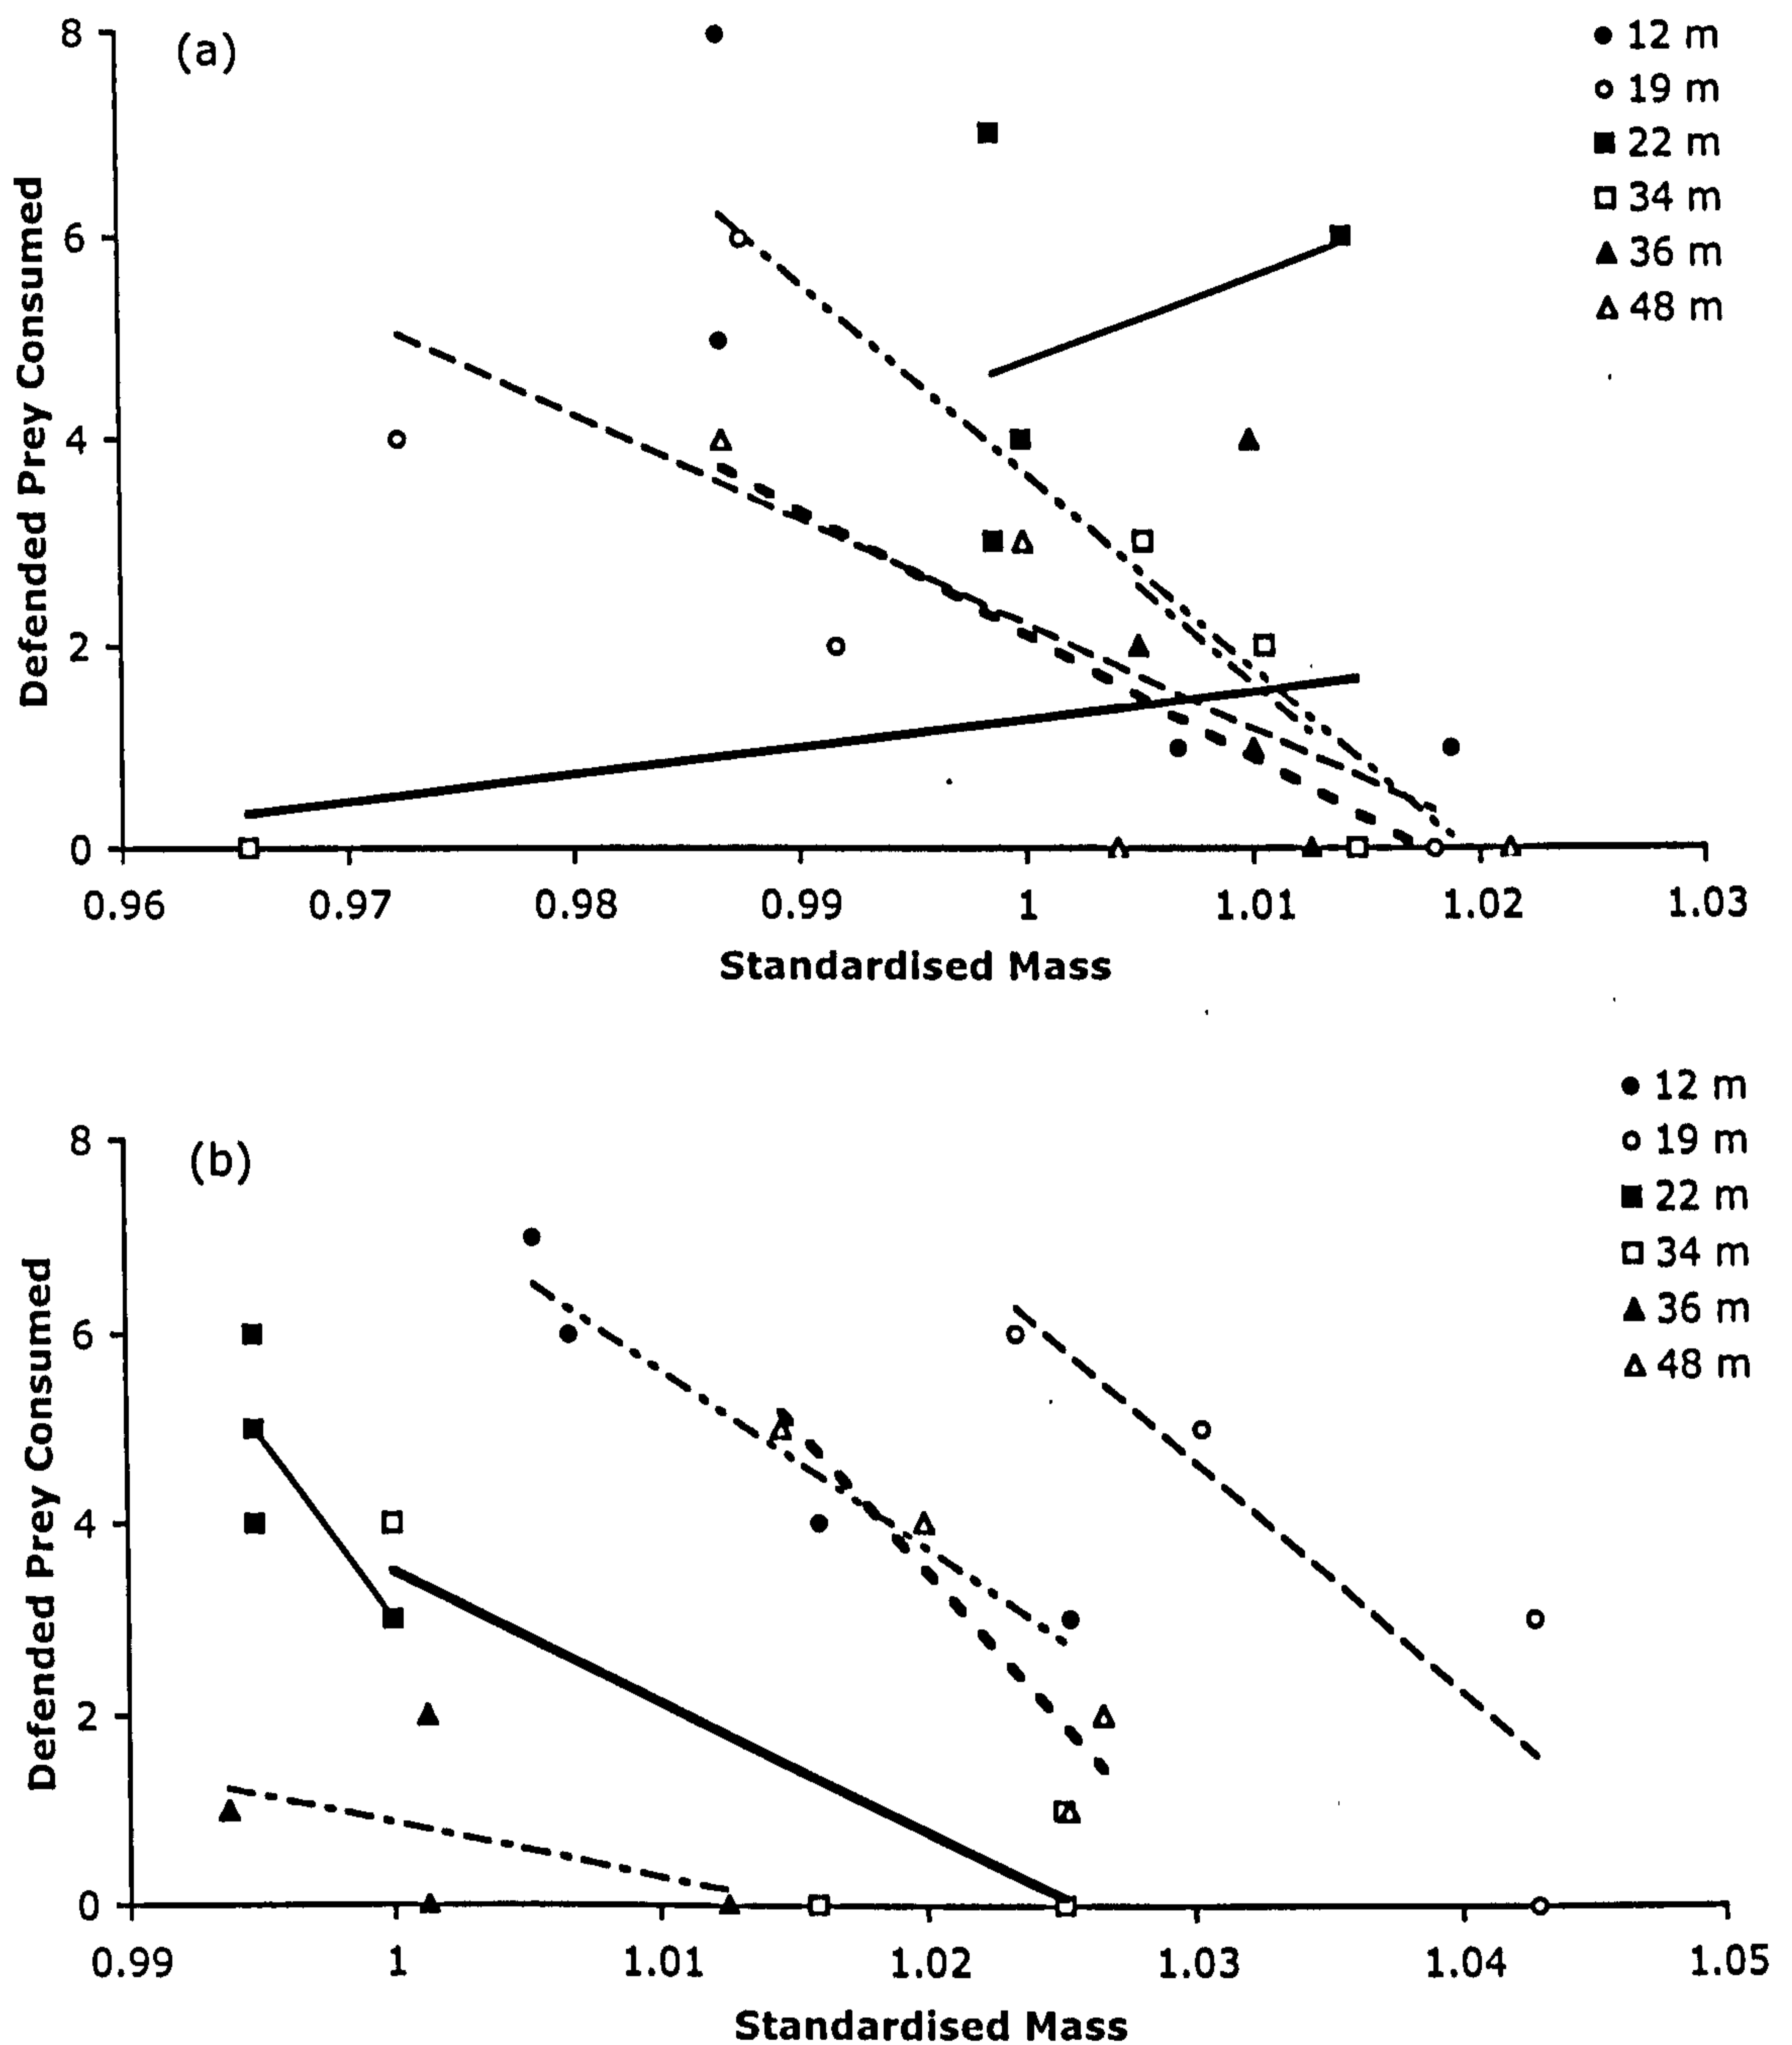 (a)
8
6
4
2
0
Defended Prey Consumed
0.96 0.97 0.98 0.99 1 1.01 1.02 1.03
Standardised Mass
12 m
19 m
22 m
34 m
36 m
48 m
(b)
8
6
4
2
0
Defended Prey Consumed
0.99 1 1.01 1.02 1.03 1.04 1.05
Standardised Mass
12 m
19 m
22 m
34 m
36 m
48 m